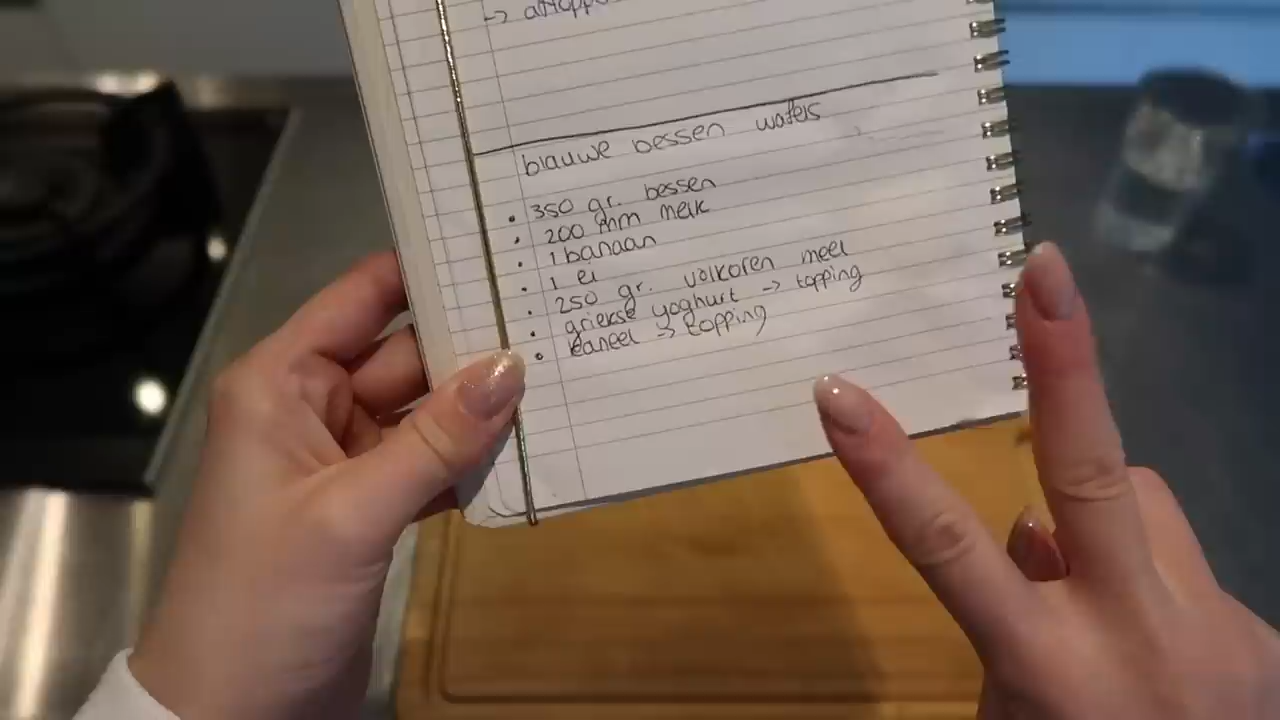 →
blauwe bessen wafels
• 350 gr. bessen
• 200 mm melk
• 1 banaan
• 1 ei
• 250 gr. volkoren meel
• griekse yoghurt → topping
• kaneel → topping